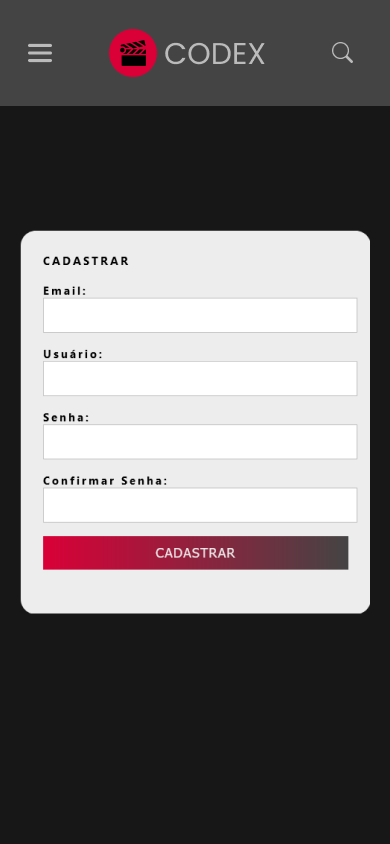 CODEX
CADASTRAR
Email:
Usuário:
Senha:
Confirmar Senha:
CADASTRAR